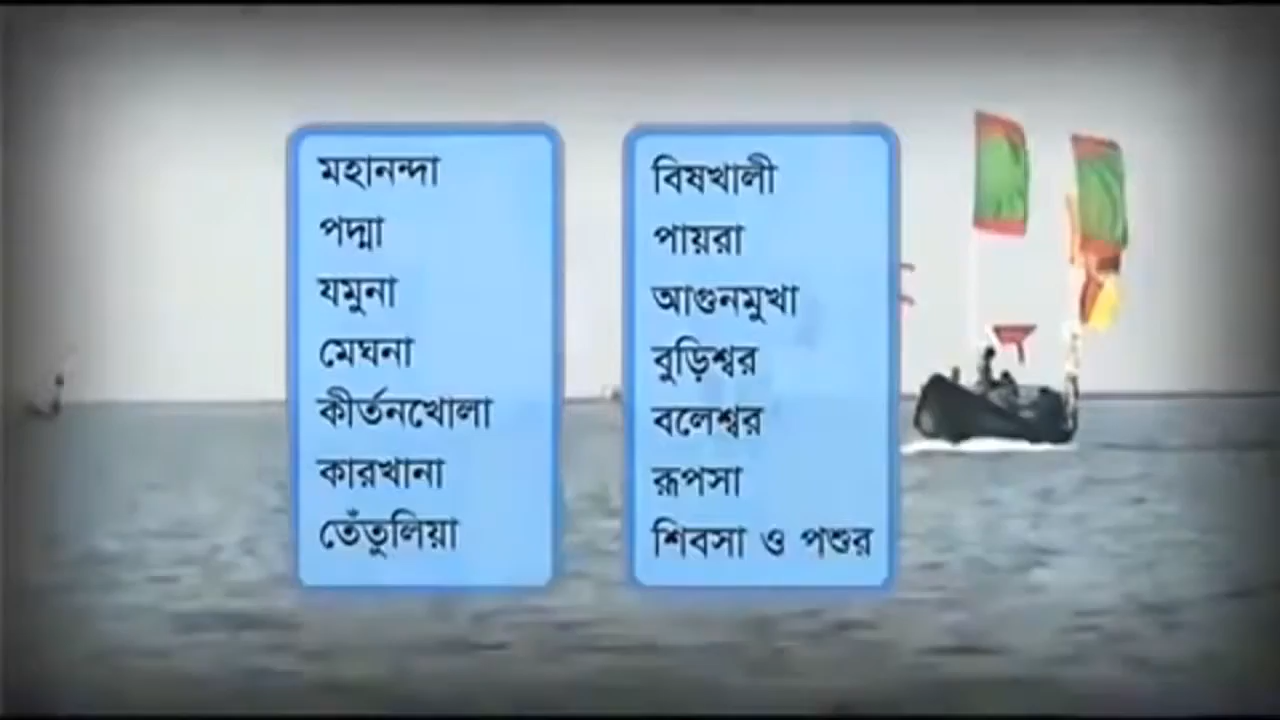 মহানন্দা
পদ্মা
যমুনা
মেঘনা
কীর্তনখোলা
কারখানা
তেঁতুলিয়া
বিষখালী
পায়রা
আগুনমুখা
বুড়িশ্বর
বলেশ্বর
রূপসা
শিবসা ও পশুর